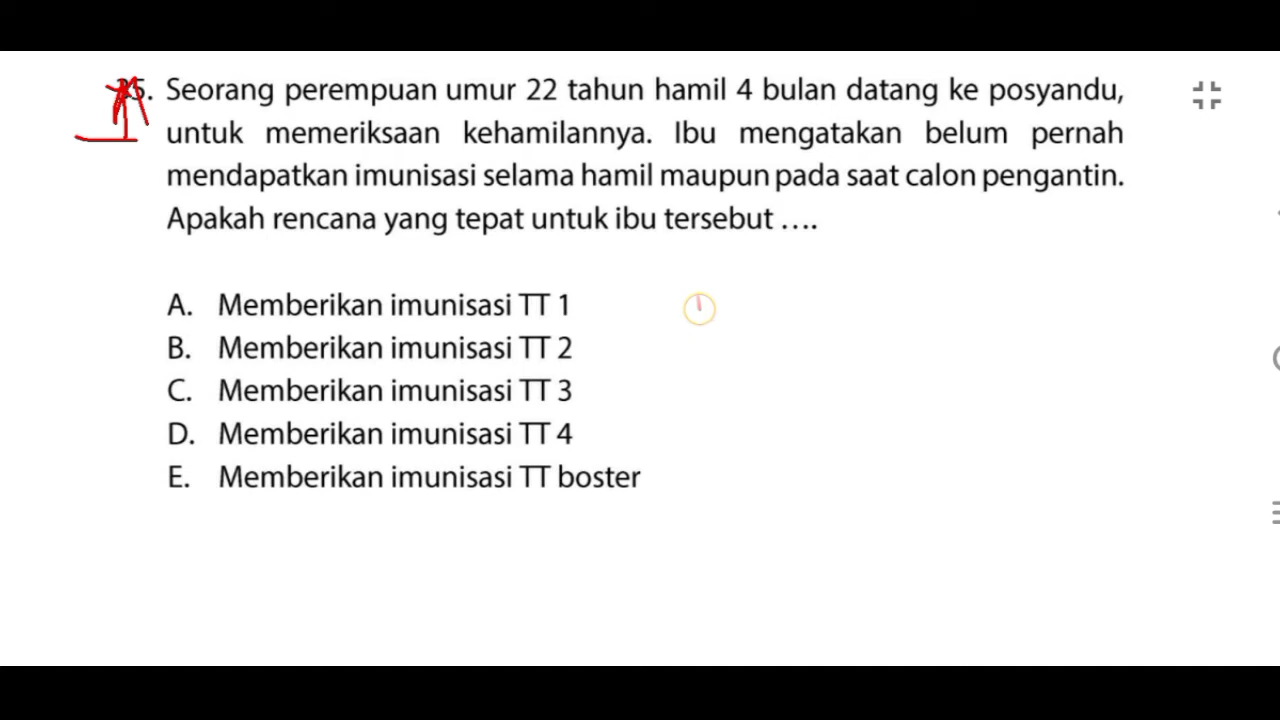 Seorang perempuan umur 22 tahun hamil 4 bulan datang ke posyandu,
untuk memeriksaan kehamilannya. Ibu mengatakan belum pernah
mendapatkan imunisasi selama hamil maupun pada saat calon pengantin.
Apakah rencana yang tepat untuk ibu tersebut ....
A. Memberikan imunisasi TT 1
B. Memberikan imunisasi TT 2
C. Memberikan imunisasi TT 3
D. Memberikan imunisasi TT 4
E. Memberikan imunisasi TT boster